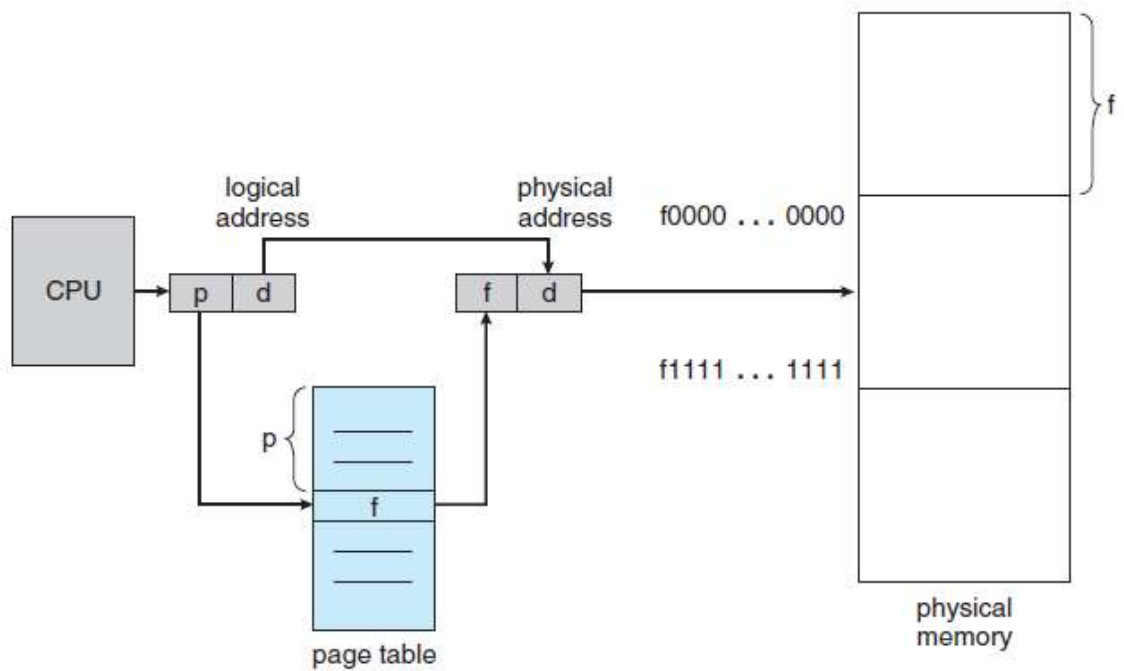 f
logical
address
physical
address
f0000 ... 0000
CPU
p d
f d
f1111 ... 1111
p
f
physical
memory
page table